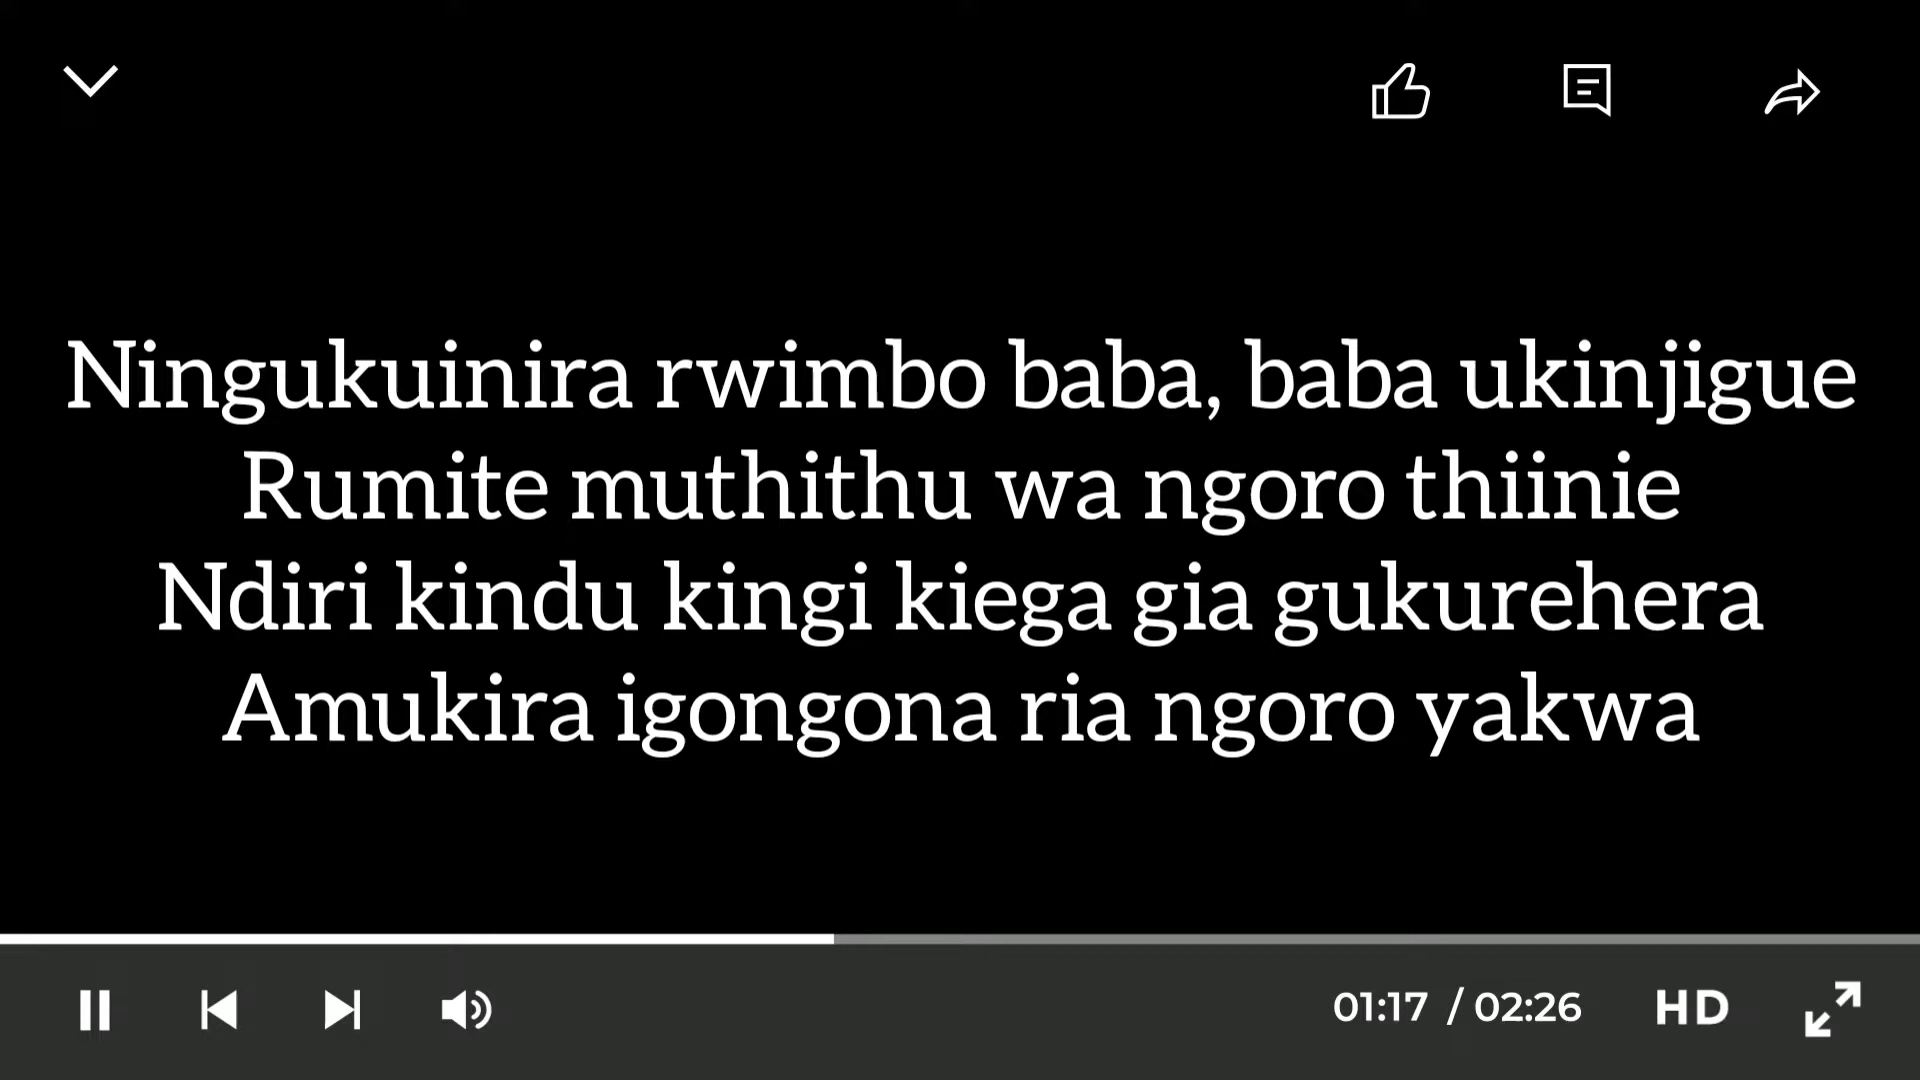 Ningukuinira rwimbo baba, baba ukinjigue
Rumite muthithu wa ngoro thiinie
Ndiri kindu kingi kiega gia gukurehera
Amukira igongona ria ngoro yakwa
01:17 / 02:26 HD